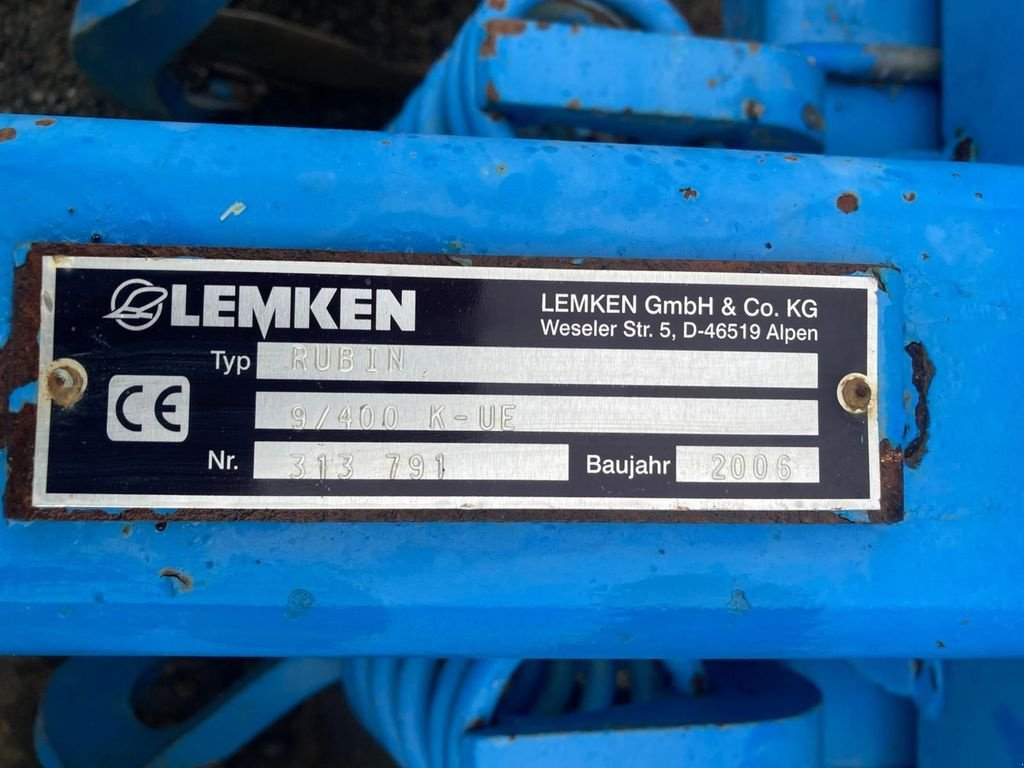 LEMKEN
LEMKEN GmbH & Co. KG
Weseler Str. 5, D-46519 Alpen
Typ RUBIN
CE 9/400 K-UE
Nr. 313 791 Baujahr 2006